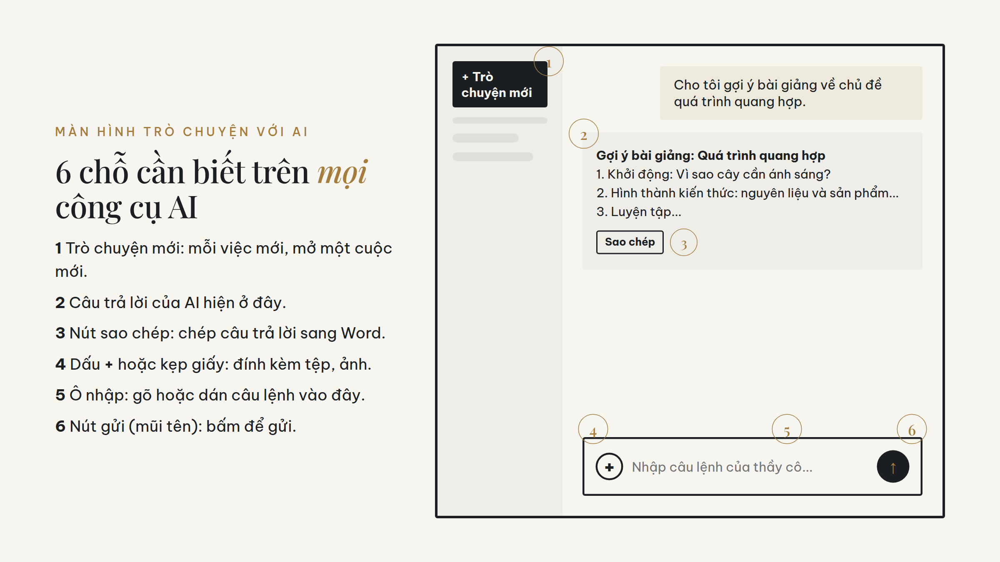 MÀN HÌNH TRÒ CHUYỆN VỚI AI
6 chỗ cần biết trên mọi
công cụ AI
1 Trò chuyện mới: mỗi việc mới, mở một cuộc
mới.
2 Câu trả lời của AI hiện ở đây.
3 Nút sao chép: chép câu trả lời sang Word.
4 Dấu + hoặc kẹp giấy: đính kèm tệp, ảnh.
5 Ô nhập: gõ hoặc dán câu lệnh vào đây.
6 Nút gửi (mũi tên): bấm để gửi.
1
+ Trò
chuyện mới
Cho tôi gợi ý bài giảng về chủ đề
quá trình quang hợp.
2
Gợi ý bài giảng: Quá trình quang hợp
1. Khởi động: Vì sao cây cần ánh sáng?
2. Hình thành kiến thức: nguyên liệu và sản phẩm...
3. Luyện tập...
Sao chép 3
4 5 6
+ Nhập câu lệnh của thầy cô... ↑